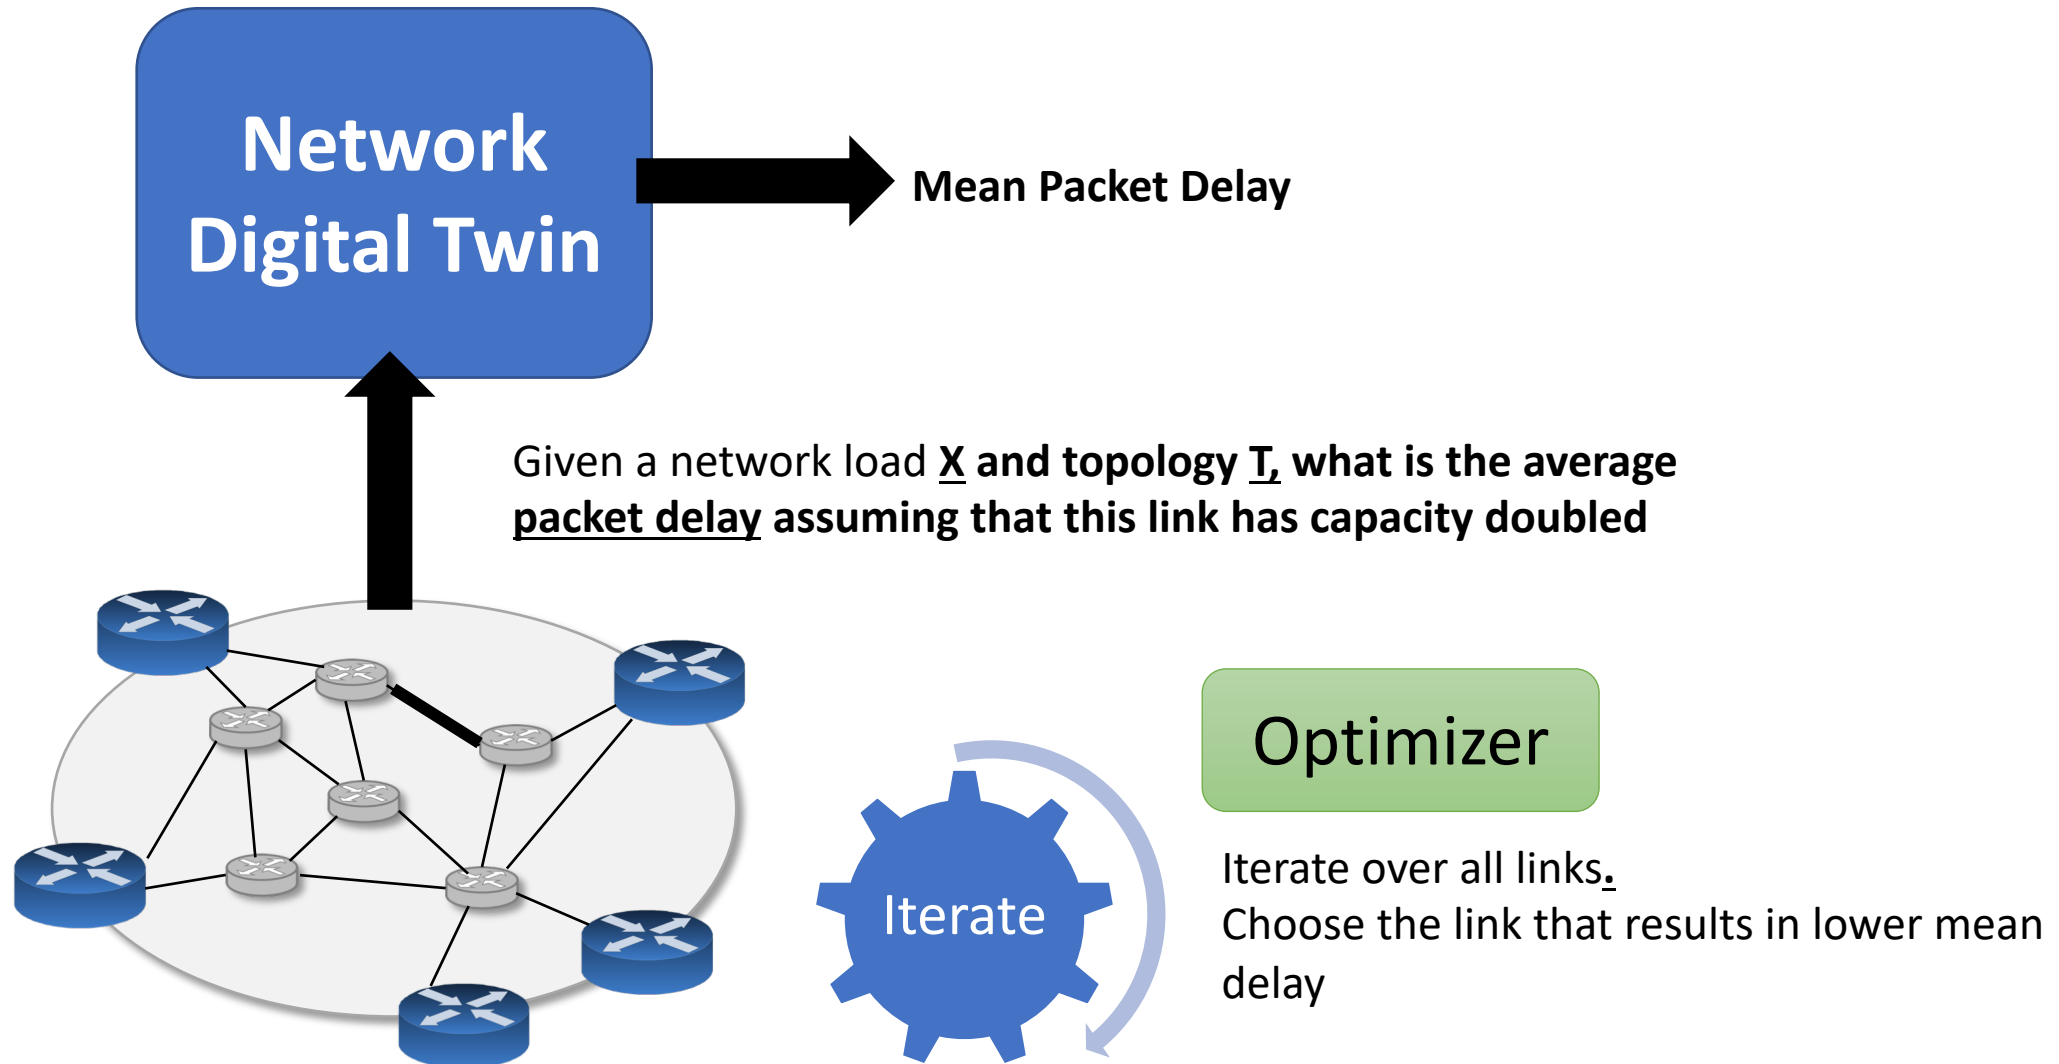 Network
Digital Twin
Mean Packet Delay
Given a network load X and topology T, what is the average
packet delay assuming that this link has capacity doubled
Optimizer
Iterate
Iterate over all links.
Choose the link that results in lower mean
delay